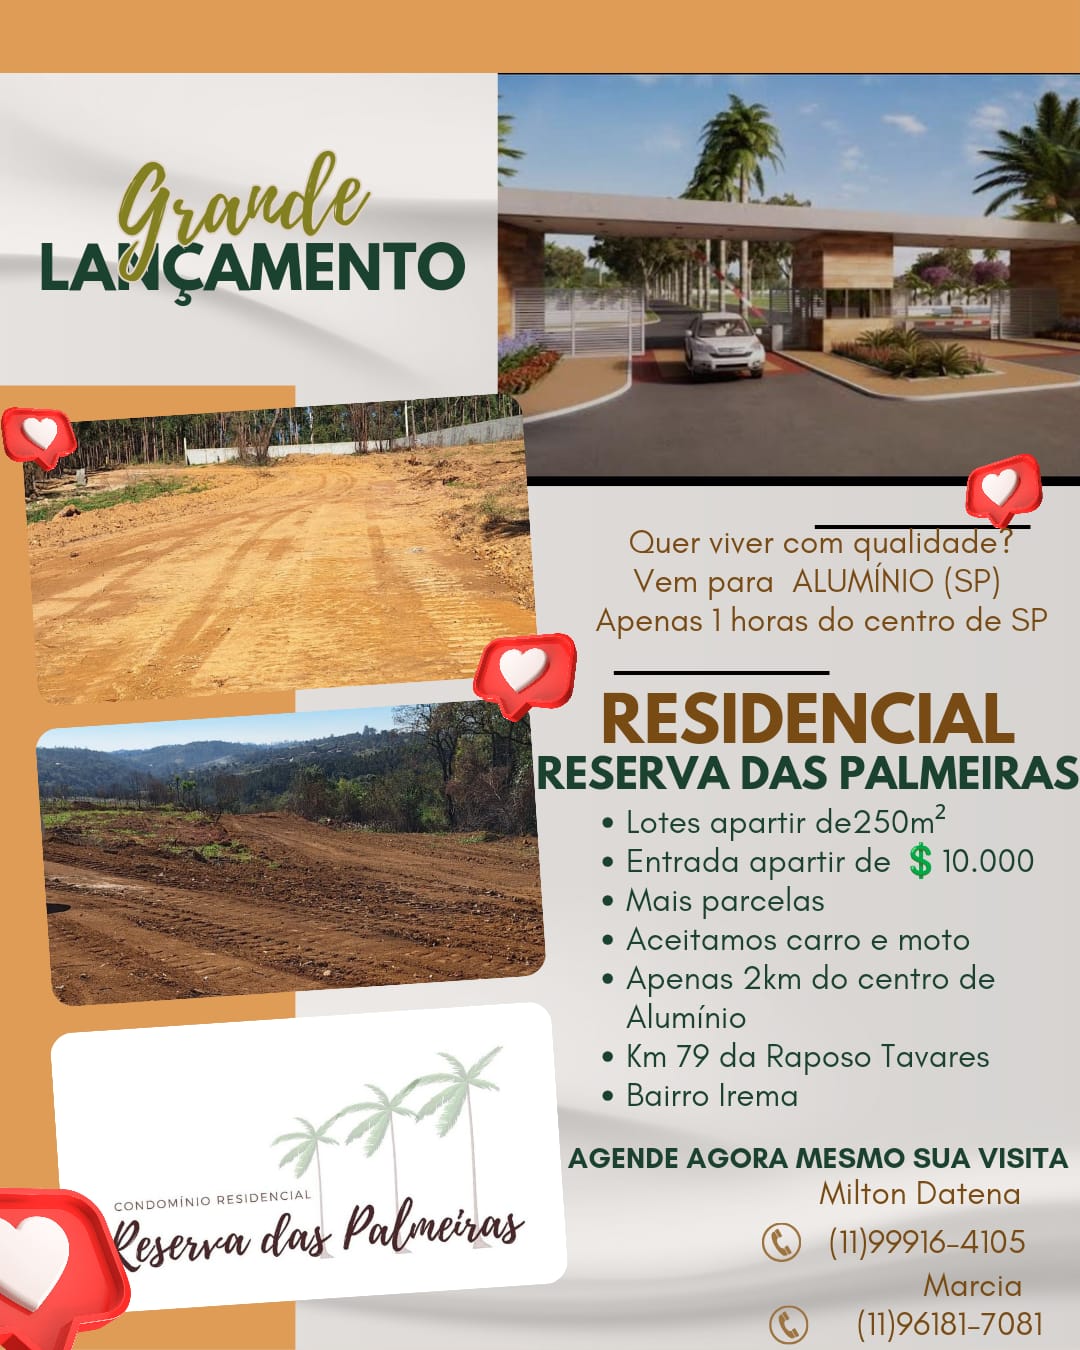 Grande
LANÇAMENTO
Quer viver com qualidade?
Vem para ALUMÍNIO (SP)
Apenas 1 horas do centro de SP
RESIDENCIAL
RESERVA DAS PALMEIRAS
• Lotes apartir de250m²
• Entrada apartir de 💲10.000
• Mais parcelas
• Aceitamos carro e moto
• Apenas 2km do centro de
Alumínio
• Km 79 da Raposo Tavares
• Bairro Irema
CONDOMÍNIO RESIDENCIAL
Reserva das Palmeiras
AGENDE AGORA MESMO SUA VISITA
Milton Datena
(11)99916-4105
Marcia
(11)96181-7081